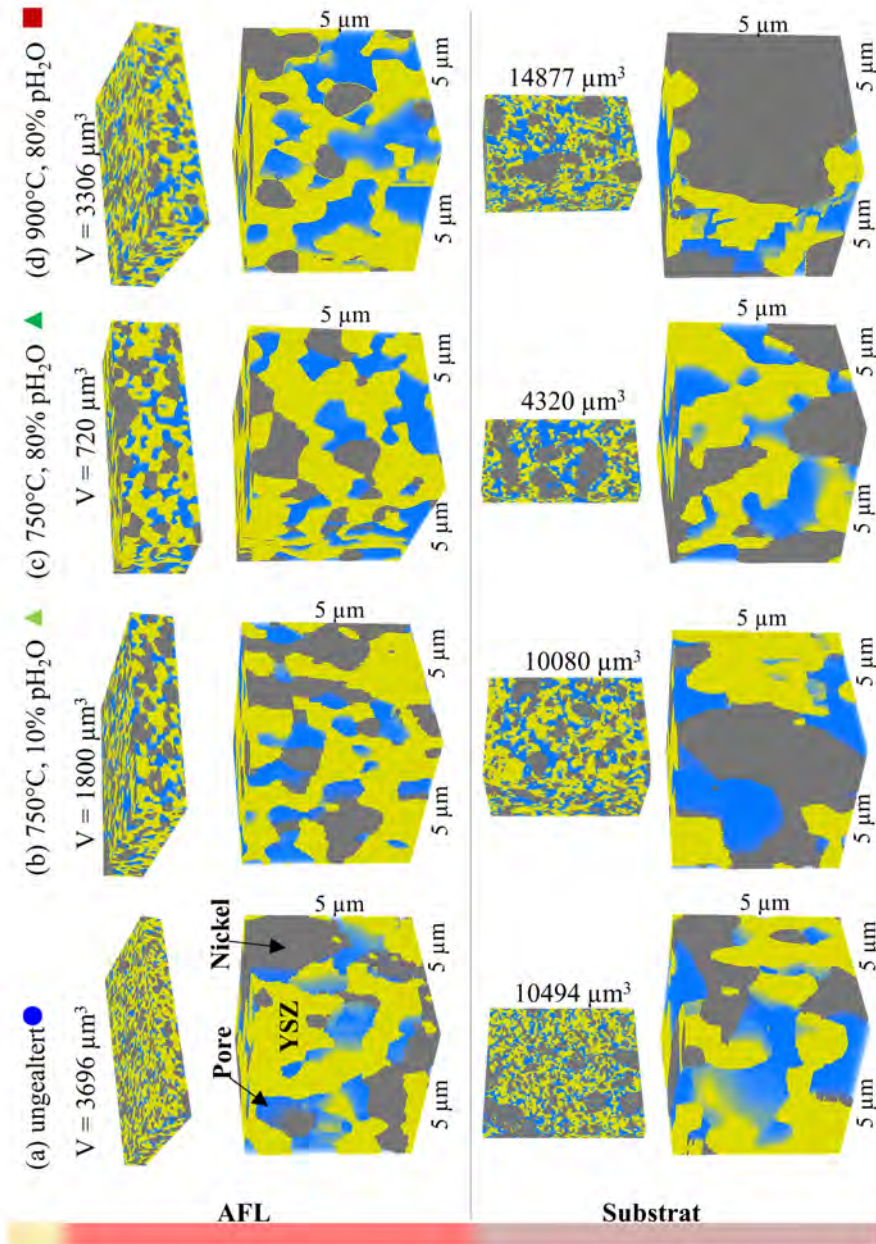 (a) ungealtert
(b) 750°C, 10% pH₂O
(c) 750°C, 80% pH₂O
(d) 900°C, 80% pH₂O
V = 3696 µm³
V = 1800 µm³
V = 720 µm³
V = 3306 µm³
AFL
Pore
Nickel
YSZ
5 µm
5 µm
5 µm
5 µm
5 µm
5 µm
5 µm
5 µm
5 µm
5 µm
5 µm
5 µm
Substrat
10494 µm³
10080 µm³
4320 µm³
14877 µm³
5 µm
5 µm
5 µm
5 µm
5 µm
5 µm
5 µm
5 µm
5 µm
5 µm
5 µm
5 µm